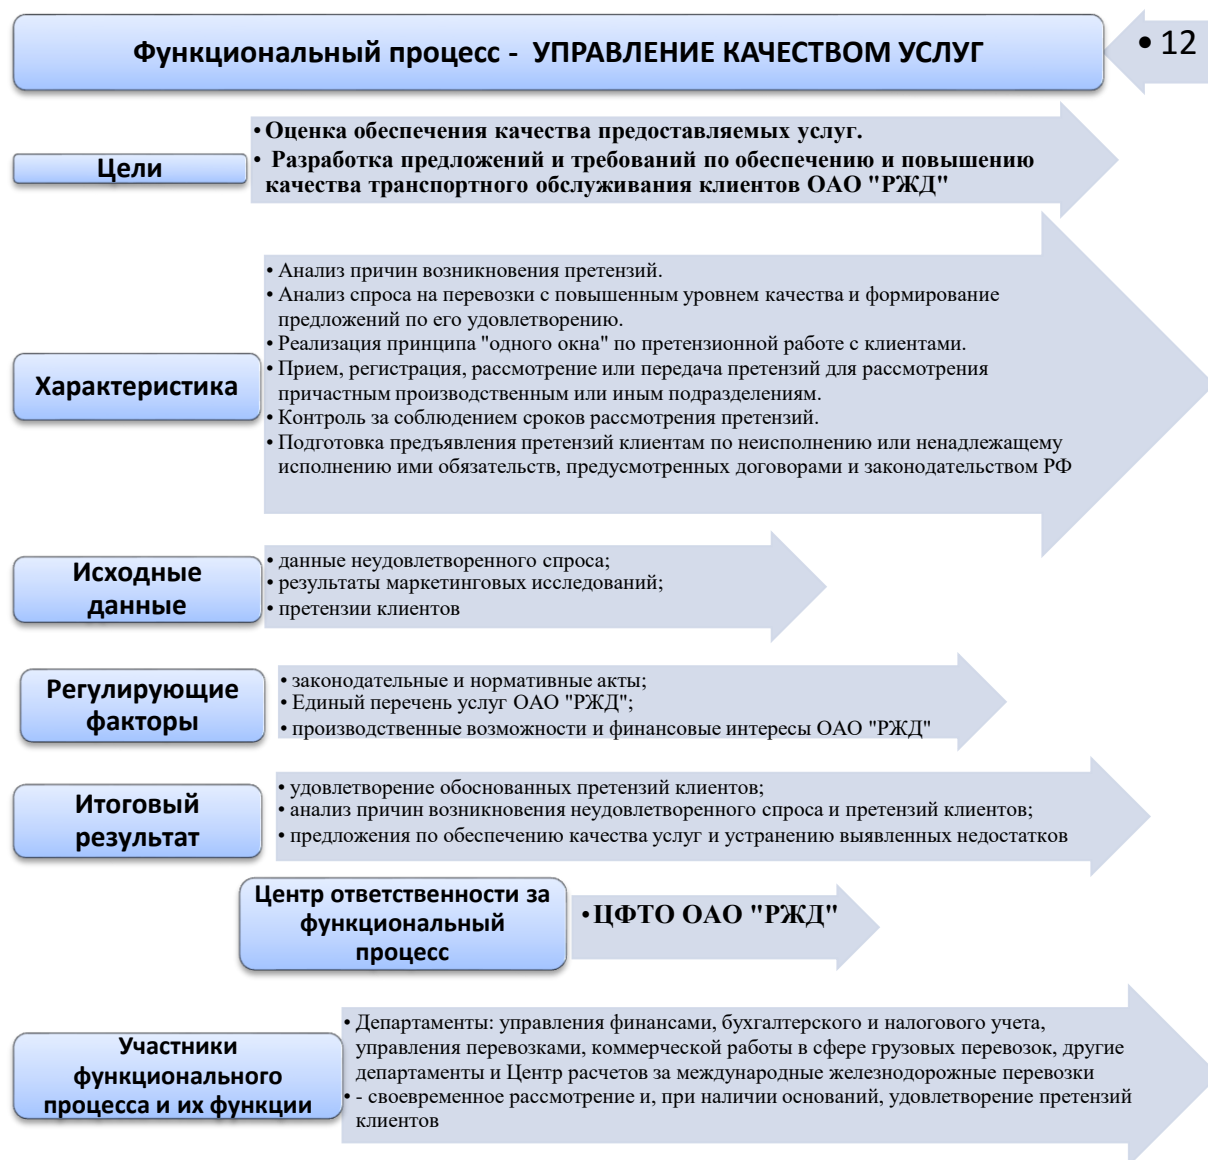 Функциональный процесс - УПРАВЛЕНИЕ КАЧЕСТВОМ УСЛУГ
• 12
Цели
• Оценка обеспечения качества предоставляемых услуг.
• Разработка предложений и требований по обеспечению и повышению
качества транспортного обслуживания клиентов ОАО "РЖД"
Характеристика
• Анализ причин возникновения претензий.
• Анализ спроса на перевозки с повышенным уровнем качества и формирование
предложений по его удовлетворению.
• Реализация принципа "одного окна" по претензионной работе с клиентами.
• Прием, регистрация, рассмотрение или передача претензий для рассмотрения
причастным производственным или иным подразделениям.
• Контроль за соблюдением сроков рассмотрения претензий.
• Подготовка предъявления претензий клиентам по неисполнению или ненадлежащему
исполнению ими обязательств, предусмотренных договорами и законодательством РФ
Исходные
данные
• данные неудовлетворенного спроса;
• результаты маркетинговых исследований;
• претензии клиентов
Регулирующие
факторы
• законодательные и нормативные акты;
• Единый перечень услуг ОАО "РЖД";
• производственные возможности и финансовые интересы ОАО "РЖД"
Итоговый
результат
• удовлетворение обоснованных претензий клиентов;
• анализ причин возникновения неудовлетворенного спроса и претензий клиентов;
• предложения по обеспечению качества услуг и устранению выявленных недостатков
Центр ответственности за
функциональный
процесс
• ЦФТО ОАО "РЖД"
Участники
функционального
процесса и их функции
• Департаменты: управления финансами, бухгалтерского и налогового учета,
управления перевозками, коммерческой работы в сфере грузовых перевозок, другие
департаменты и Центр расчетов за международные железнодорожные перевозки
• - своевременное рассмотрение и, при наличии оснований, удовлетворение претензий
клиентов